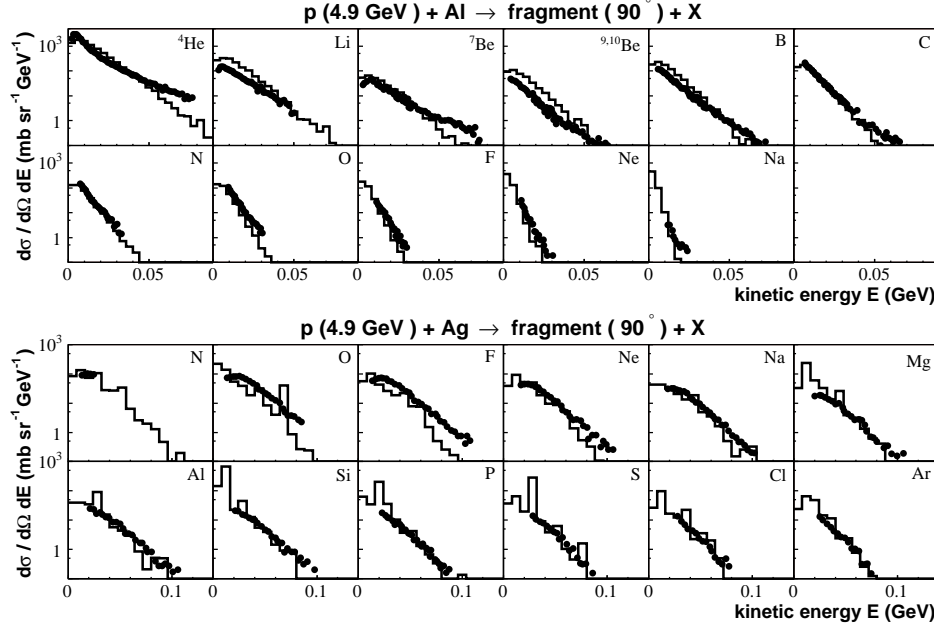 p (4.9 GeV) + Al → fragment ( 90° ) + X
10³ ⁴He Li ⁷Be ⁹,¹⁰Be B C
1
10³ N O F Ne Na
1
dσ / dΩ dE (mb sr⁻¹ GeV⁻¹)
0 0.05 0 0.05 0 0.05 0 0.05 0 0.05 0 0.05
kinetic energy E (GeV)
p (4.9 GeV ) + Ag → fragment ( 90° ) + X
10³ N O F Ne Na Mg
1
10³ Al Si P S Cl Ar
1
dσ / dΩ dE (mb sr⁻¹ GeV⁻¹)
0 0.1 0 0.1 0 0.1 0 0.1 0 0.1 0 0.1
kinetic energy E (GeV)